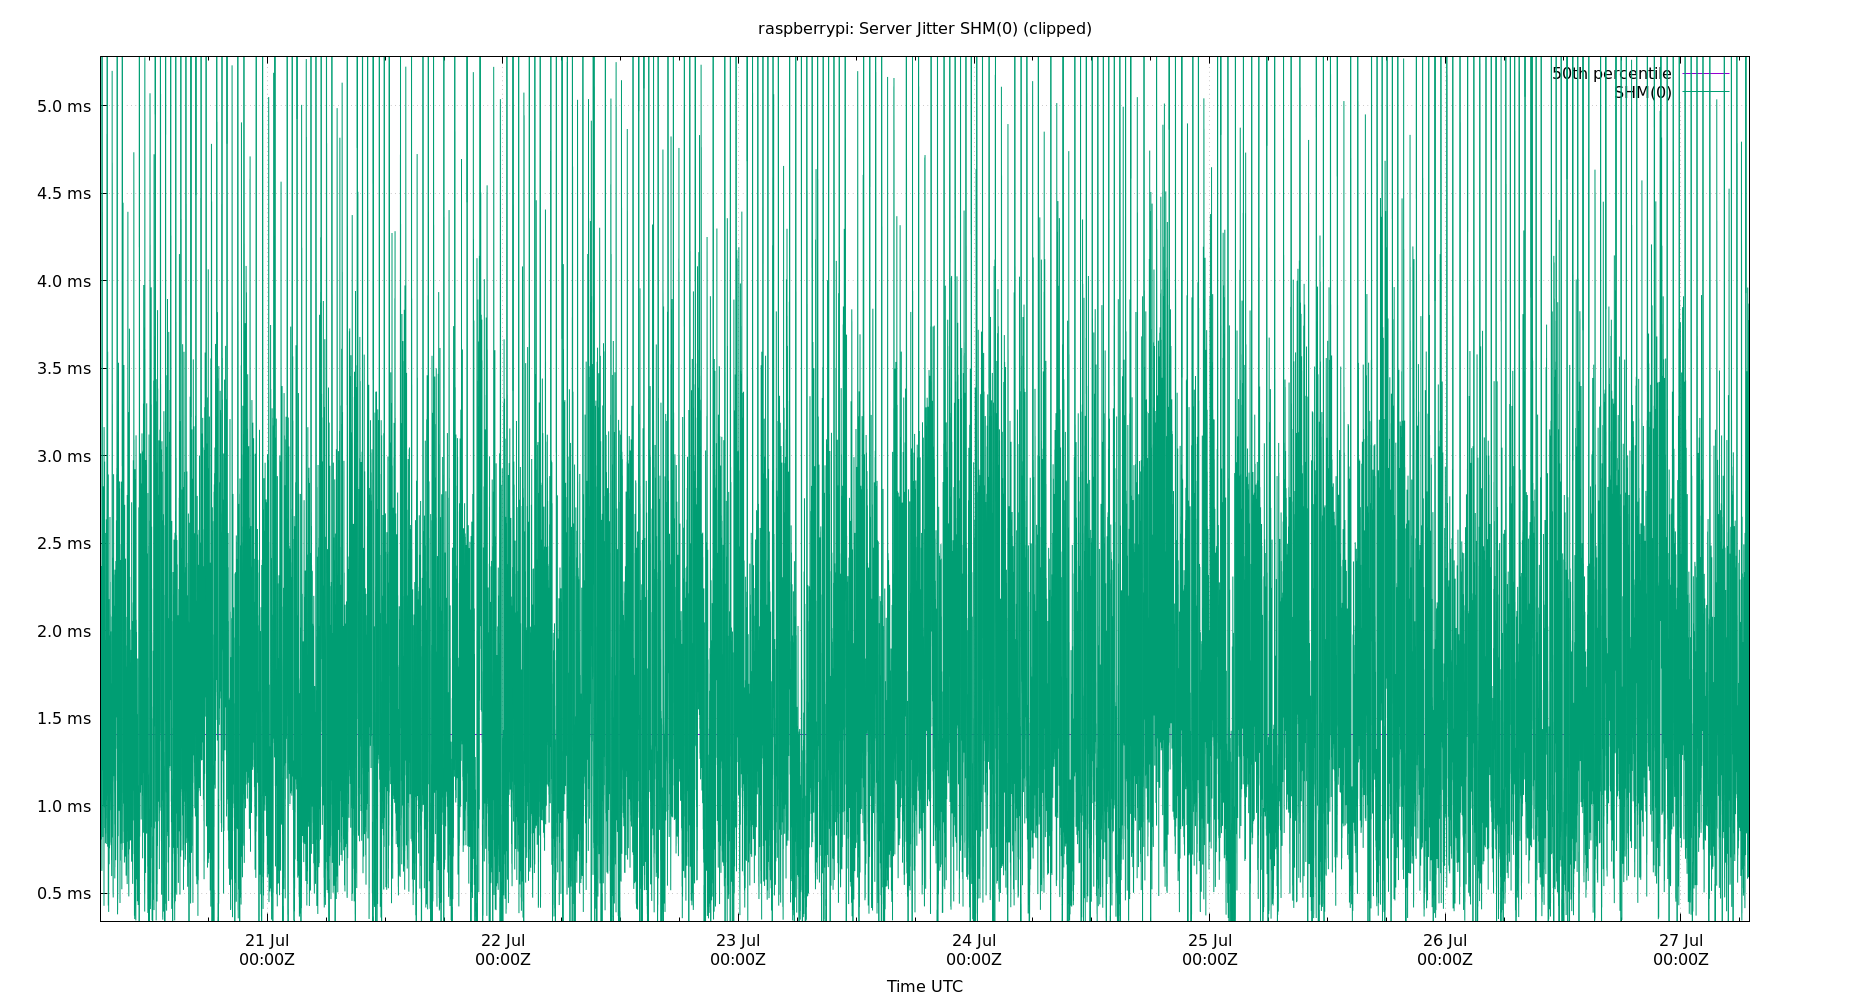 raspberrypi: Server Jitter SHM(0) (clipped)
50th percentile
SHM(0)
5.0 ms
4.5 ms
4.0 ms
3.5 ms
3.0 ms
2.5 ms
2.0 ms
1.5 ms
1.0 ms
0.5 ms
21 Jul 22 Jul 23 Jul 24 Jul 25 Jul 26 Jul 27 Jul
00:00Z 00:00Z 00:00Z 00:00Z 00:00Z 00:00Z 00:00Z
Time UTC